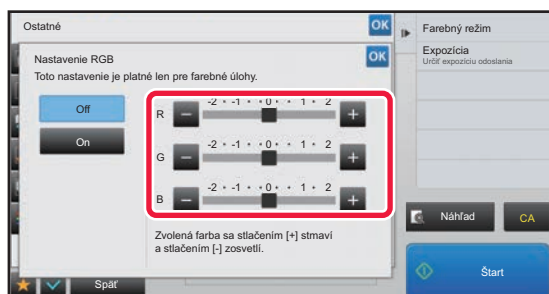 Ostatné
OK
Farebný režim
Nastavenie RGB
OK
Expozícia
Určiť expozíciu odoslania
Toto nastavenie je platné len pre farebné úlohy.
Off
On
R - -2 • -1 • • 0 • • 1 • 2 +
G - -2 • -1 • • 0 • • 1 • 2 +
B - -2 • -1 • • 0 • • 1 • 2 +
Zvolená farba sa stlačením [+] stmaví
a stlačením [-] zosvetlí.
Náhľad
CA
Späť
Štart